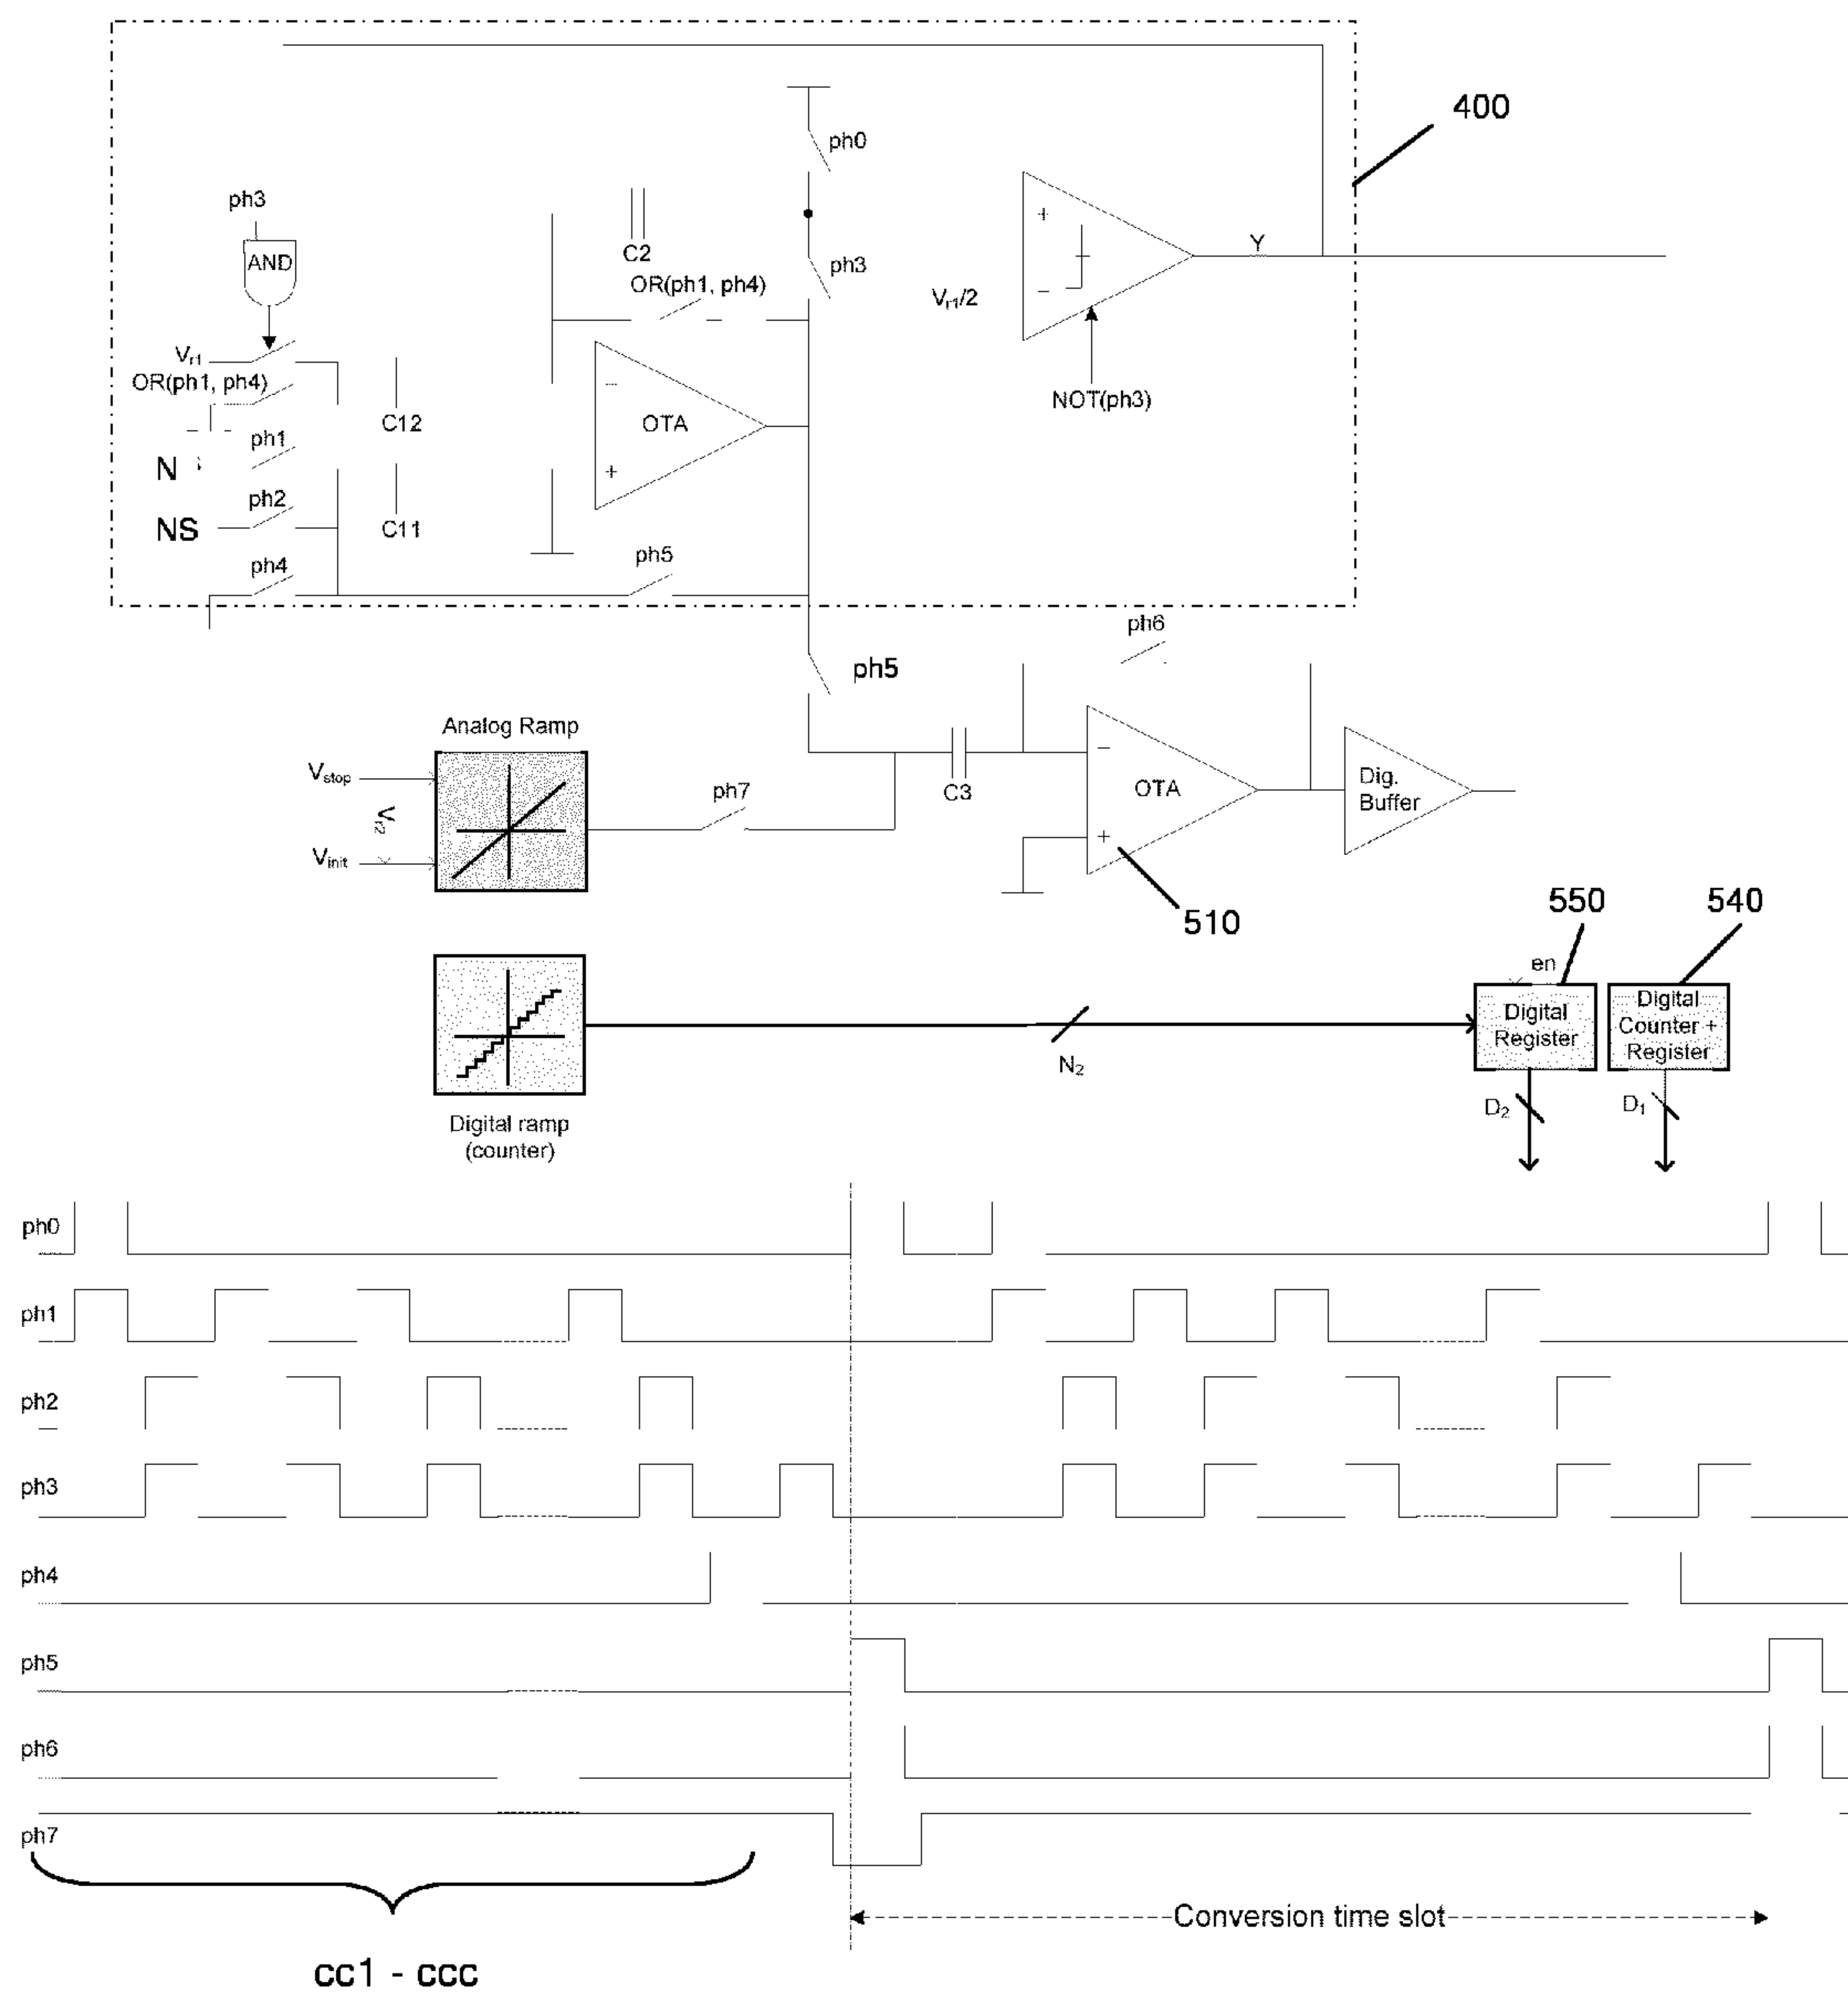 400
ph0
ph3
AND
C2
ph3
OR(ph1, ph4)
+
−
Y
Vr1/2
NOT(ph3)
Vr1
OR(ph1, ph4)
C12
−
OTA
+
ph1
N
ph2
NS
C11
ph4
ph5
ph6
ph5
Analog Ramp
Vstop
Vr2
Vinit
ph7
C3
−
OTA
+
Dig.
Buffer
510
550
540
en
Digital
Register
Digital
Counter +
Register
N2
D2
D1
Digital ramp
(counter)
ph0
ph1
ph2
ph3
ph4
ph5
ph6
ph7
Conversion time slot
cc1 - ccc